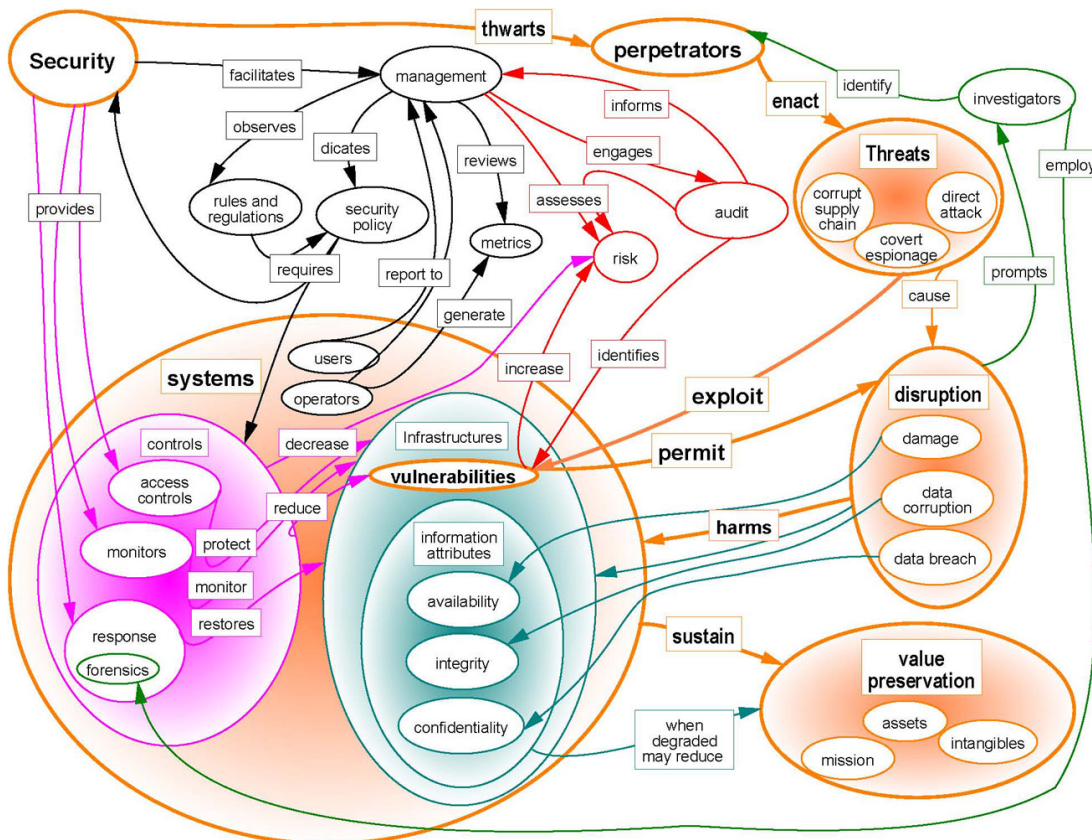 Security
thwarts
perpetrators
facilitates
management
identify
investigators
enact
informs
observes
dicates
reviews
engages
Threats
employ
corrupt
supply
chain
direct
attack
covert
espionage
provides
rules and
regulations
security
policy
assesses
audit
metrics
risk
requires
report to
prompts
cause
generate
users
systems
operators
increase
identifies
exploit
disruption
controls
decrease
Infrastructures
permit
damage
access
controls
vulnerabilities
reduce
data
corruption
information
attributes
harms
monitors
protect
data breach
monitor
availability
restores
response
sustain
forensics
integrity
value
preservation
confidentiality
assets
when
degraded
may reduce
intangibles
mission